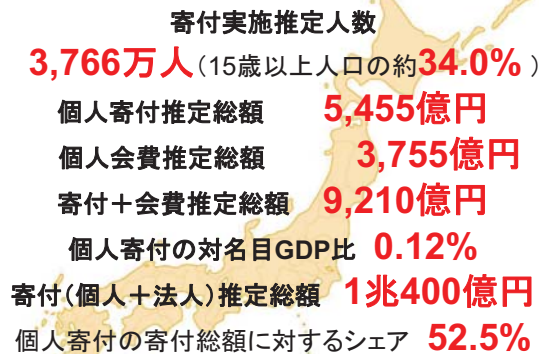 寄付実施推定人数
3,766万人（15歳以上人口の約34.0% ）
個人寄付推定総額 5,455億円
個人会費推定総額 3,755億円
寄付＋会費推定総額 9,210億円
個人寄付の対名目GDP比 0.12%
寄付（個人＋法人）推定総額 1兆400億円
個人寄付の寄付総額に対するシェア 52.5%